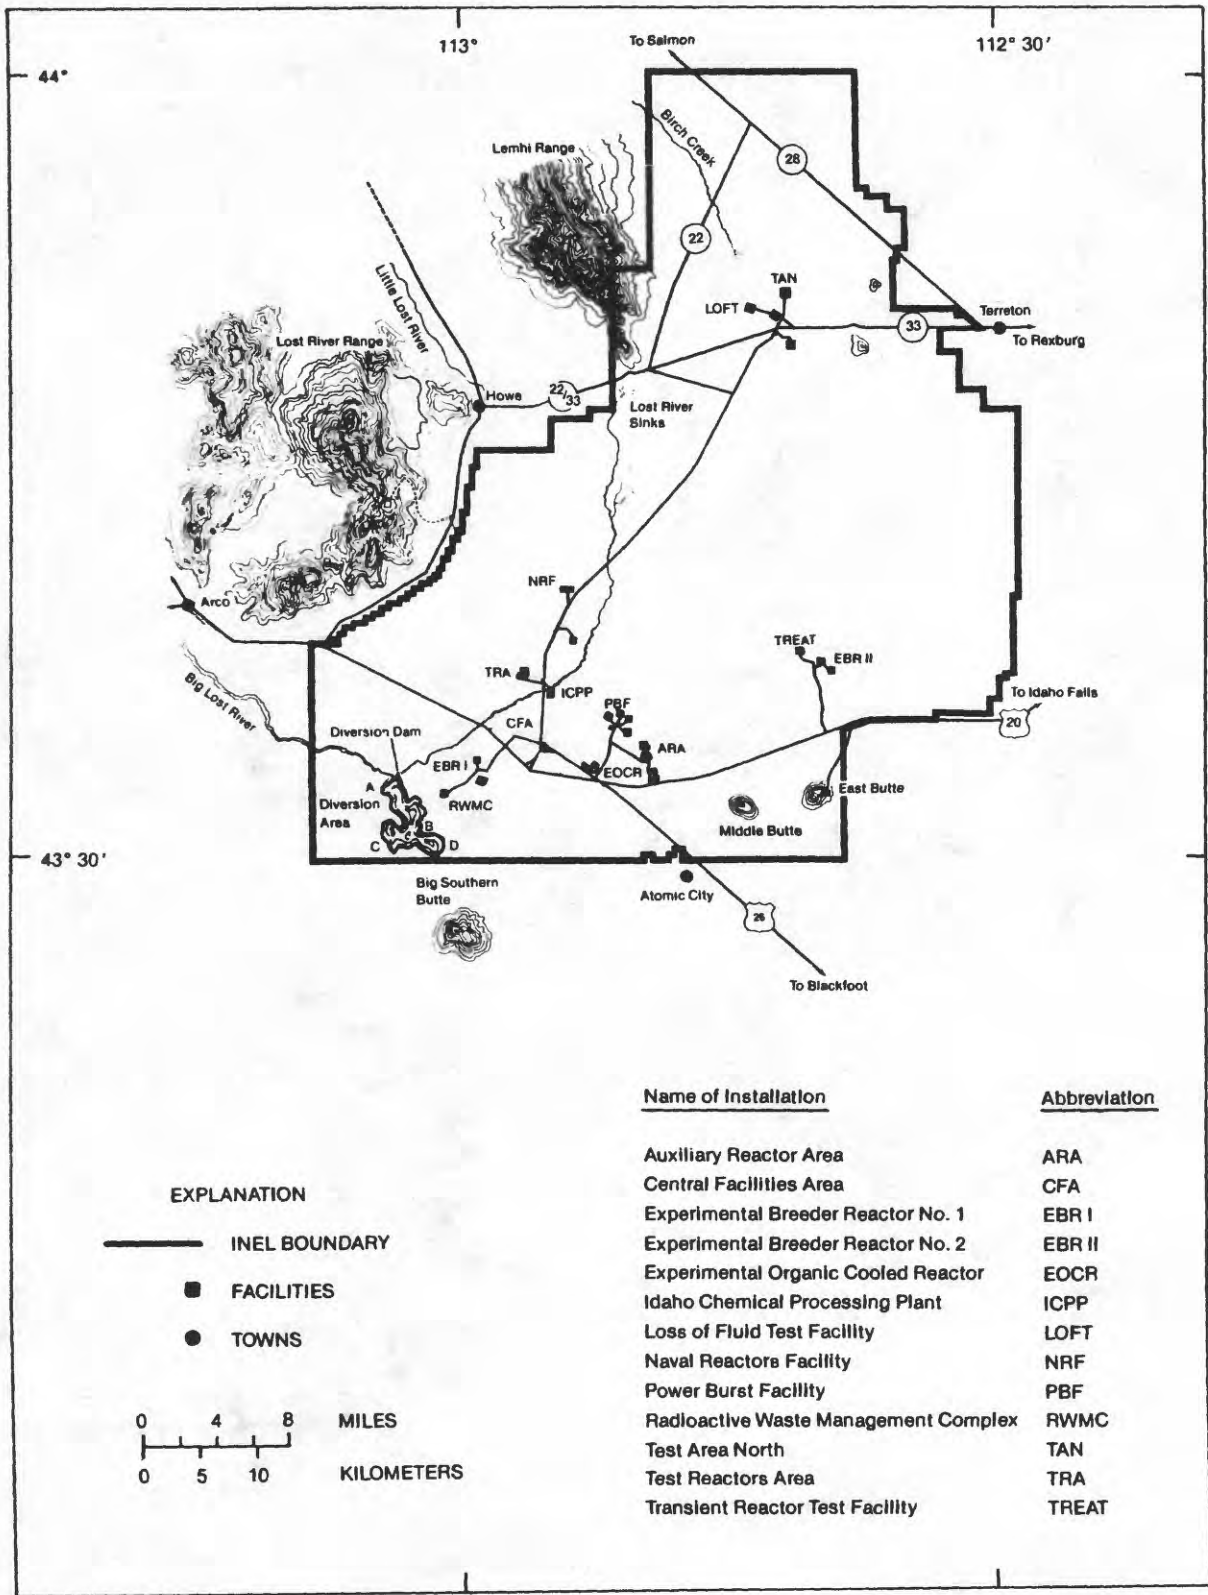 113°
112° 30'
To Salmon
44°
Birch Creek
Lemhi Range
28
22
TAN
Little Lost River
LOFT
Terreton
33
To Rexburg
Lost River Range
Howe
22/33
Lost River
Sinks
NRF
Arco
TREAT
EBR II
TRA
ICPP
To Idaho Falls
Big Lost River
PBF
20
CFA
Diversion Dam
ARA
EBR I
EOCR
A
East Butte
Diversion
Area
RWMC
B
Middle Butte
C
D
43° 30'
Big Southern
Butte
Atomic City
26
To Blackfoot
Name of Installation Abbreviation
Auxiliary Reactor Area ARA
Central Facilities Area CFA
Experimental Breeder Reactor No. 1 EBR I
Experimental Breeder Reactor No. 2 EBR II
Experimental Organic Cooled Reactor EOCR
Idaho Chemical Processing Plant ICPP
Loss of Fluid Test Facility LOFT
Naval Reactors Facility NRF
Power Burst Facility PBF
Radioactive Waste Management Complex RWMC
Test Area North TAN
Test Reactors Area TRA
Transient Reactor Test Facility TREAT
EXPLANATION
INEL BOUNDARY
FACILITIES
TOWNS
0 4 8 MILES
0 5 10 KILOMETERS